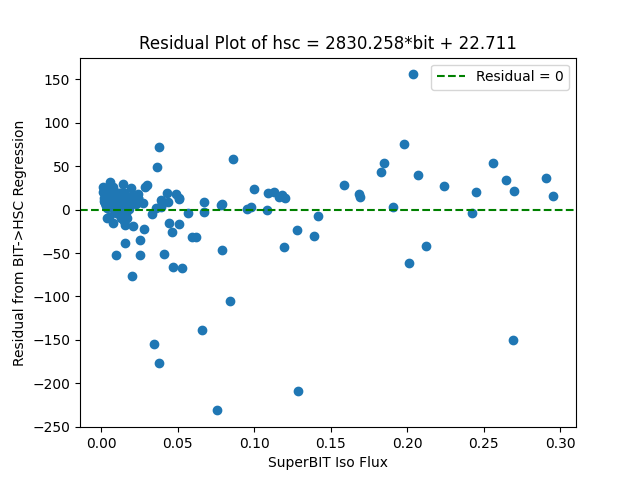 Residual Plot of hsc = 2830.258*bit + 22.711
Residual = 0
Residual from BIT->HSC Regression
150
100
50
0
−50
−100
−150
−200
−250
0.00 0.05 0.10 0.15 0.20 0.25 0.30
SuperBIT Iso Flux